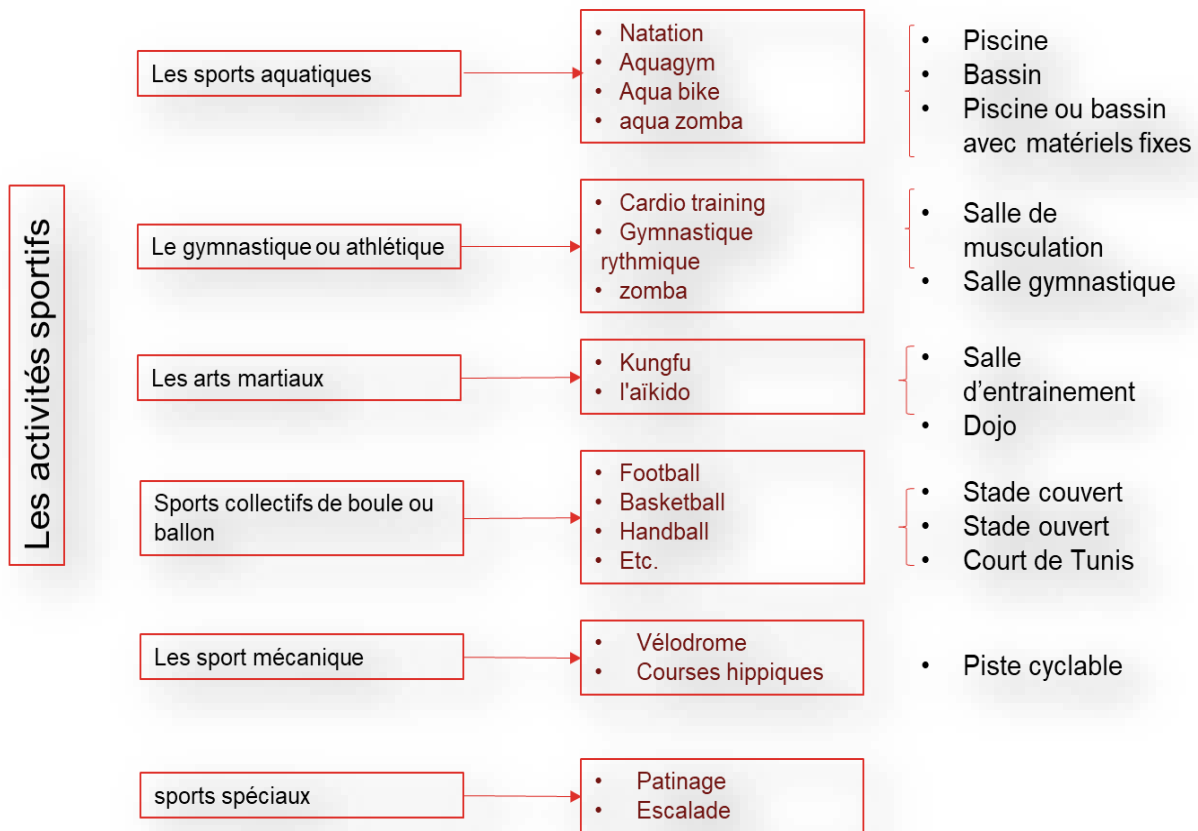 Les activités sportifs
Les sports aquatiques
• Natation
• Aquagym
• Aqua bike
• aqua zomba
• Piscine
• Bassin
• Piscine ou bassin
avec matériels fixes
Le gymnastique ou athlétique
• Cardio training
• Gymnastique
rythmique
• zomba
• Salle de
musculation
• Salle gymnastique
Les arts martiaux
• Kungfu
• l'aïkido
• Salle
d’entrainement
• Dojo
Sports collectifs de boule ou
ballon
• Football
• Basketball
• Handball
• Etc.
• Stade couvert
• Stade ouvert
• Court de Tunis
Les sport mécanique
• Vélodrome
• Courses hippiques
• Piste cyclable
sports spéciaux
• Patinage
• Escalade